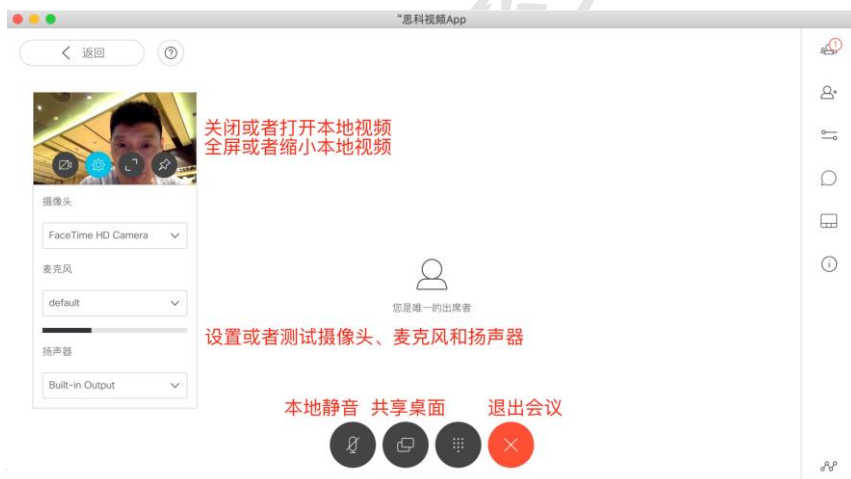 “思科视频App
返回
1
关闭或者打开本地视频
全屏或者缩小本地视频
摄像头
FaceTime HD Camera
麦克风
default
您是唯一的出席者
设置或者测试摄像头、麦克风和扬声器
扬声器
Built-in Output
本地静音 共享桌面 退出会议